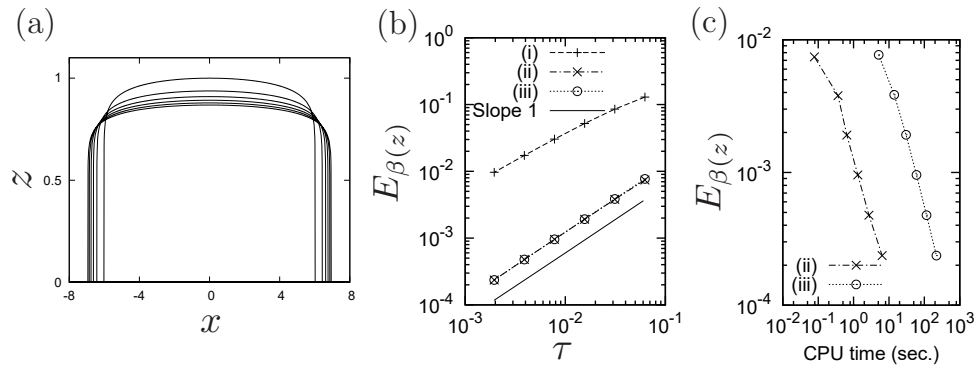 (a)
1
0.5
0
-8
-4
0
4
8
z
x
(b)
10^0
10^-1
10^-2
10^-3
10^-4
10^-3
10^-2
10^-1
(i)
(ii)
(iii)
Slope 1
E_β(z)
τ
(c)
10^-2
10^-3
10^-4
10^-2
10^-1
10^0
10^1
10^2
10^3
(ii)
(iii)
E_β(z)
CPU time (sec.)